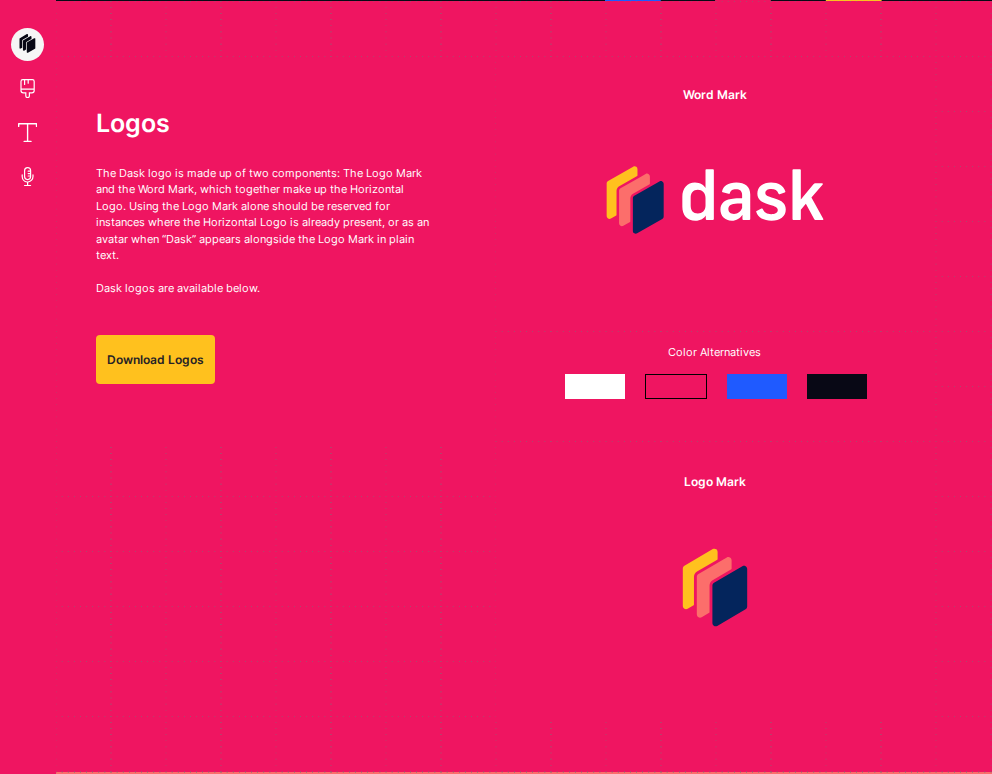 Logos
The Dask logo is made up of two components: The Logo Mark
and the Word Mark, which together make up the Horizontal
Logo. Using the Logo Mark alone should be reserved for
instances where the Horizontal Logo is already present, or as an
avatar when “Dask” appears alongside the Logo Mark in plain
text.
Dask logos are available below.
Download Logos
Word Mark
dask
Color Alternatives
Logo Mark